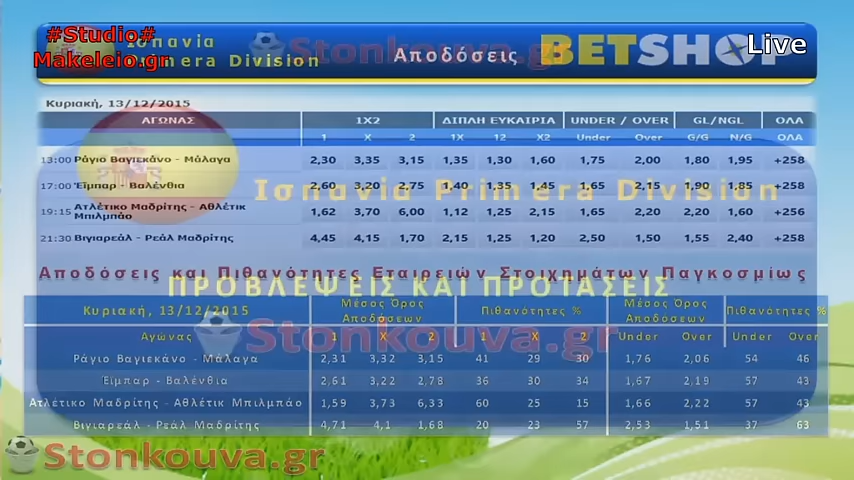 #Studio#
Makeleio.gr
Ισπανία
Primera Division
Stonkouva.gr
Αποδόσεις
BETSHOP
Live
Κυριακή, 13/12/2015
ΑΓΩΝΑΣ 1X2 ΔΙΠΛΗ ΕΥΚΑΙΡΙΑ UNDER / OVER GL/NGL ΟΛΑ
1 X 2 1X 12 X2 Under Over G/G N/G ΟΛΑ
13:00 Ράγιο Βαγιεκάνο - Μάλαγα 2,30 3,35 3,15 1,35 1,30 1,60 1,75 2,00 1,80 1,95 +258
17:00 Έϊμπαρ - Βαλένθια 2,60 3,20 2,75 1,40 1,35 1,45 1,65 2,15 1,90 1,85 +258
Ισπανία Primera Division
19:15 Ατλέτικο Μαδρίτης - Αθλέτικ Μπιλμπάο 1,62 3,70 6,00 1,12 1,25 2,15 1,65 2,20 2,20 1,60 +256
21:30 Βιγιαρεάλ - Ρεάλ Μαδρίτης 4,45 4,15 1,70 2,15 1,25 1,20 2,50 1,50 1,55 2,40 +258
Αποδόσεις και Πιθανότητες Εταιρειών Στοιχημάτων Παγκοσμίως
ΠΡΟΒΛΕΨΕΙΣ ΚΑΙ ΠΡΟΤΑΣΕΙΣ
Κυριακή, 13/12/2015 Μέσος Όρος Αποδόσεων Πιθανότητες % Μέσος Όρος Αποδόσεων Πιθανότητες %
Stonkouva.gr
Αγώνας 1 X 2 1 X 2 Under Over Under Over
Ράγιο Βαγιεκάνο - Μάλαγα 2,31 3,32 3,15 41 29 30 1,76 2,06 54 46
Έϊμπαρ - Βαλένθια 2,61 3,22 2,78 36 30 34 1,67 2,19 57 43
Ατλέτικο Μαδρίτης - Αθλέτικ Μπιλμπάο 1,59 3,73 6,33 60 25 15 1,66 2,22 57 43
Βιγιαρεάλ - Ρεάλ Μαδρίτης 4,71 4,1 1,68 20 23 57 2,53 1,51 37 63
Stonkouva.gr